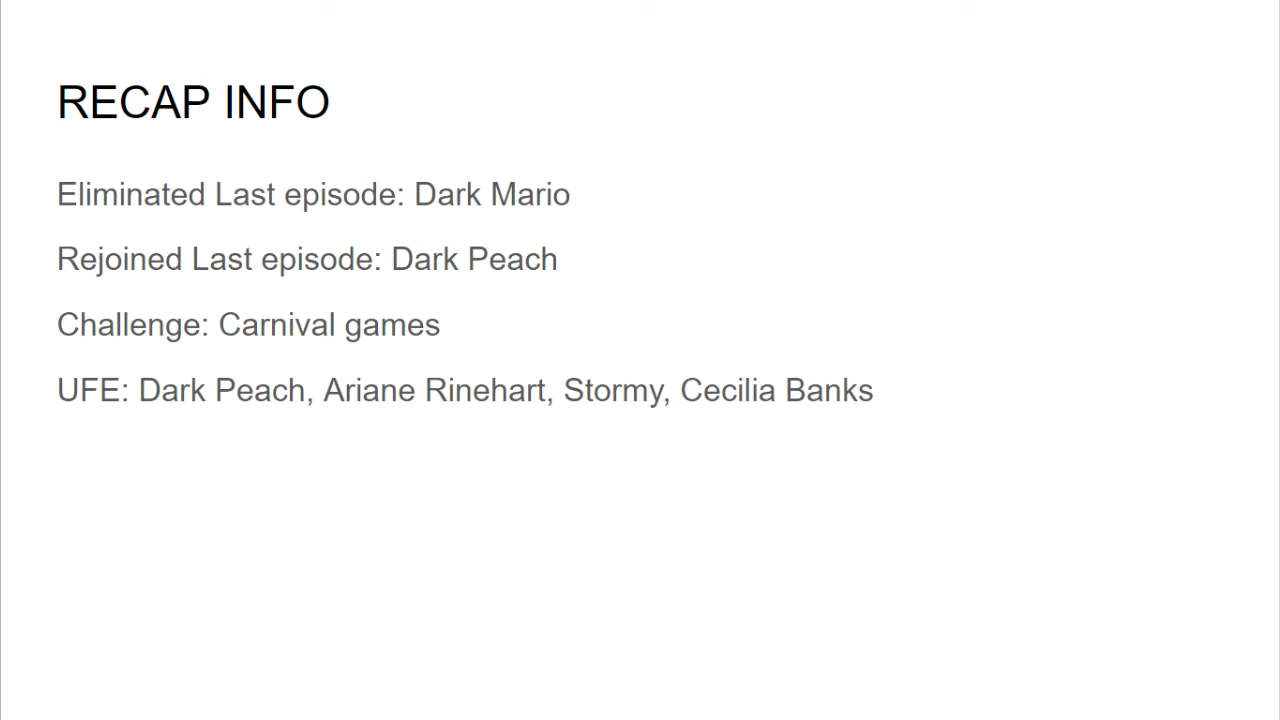 RECAP INFO
Eliminated Last episode: Dark Mario
Rejoined Last episode: Dark Peach
Challenge: Carnival games
UFE: Dark Peach, Ariane Rinehart, Stormy, Cecilia Banks